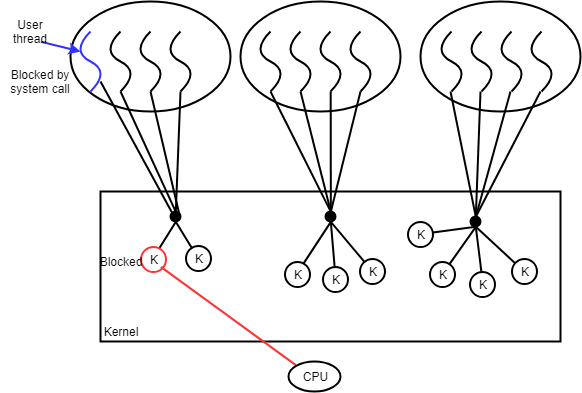 User
thread
Blocked by
system call
K
Blocked
K
K
K
K
K
K
K
K
K
Kernel
CPU